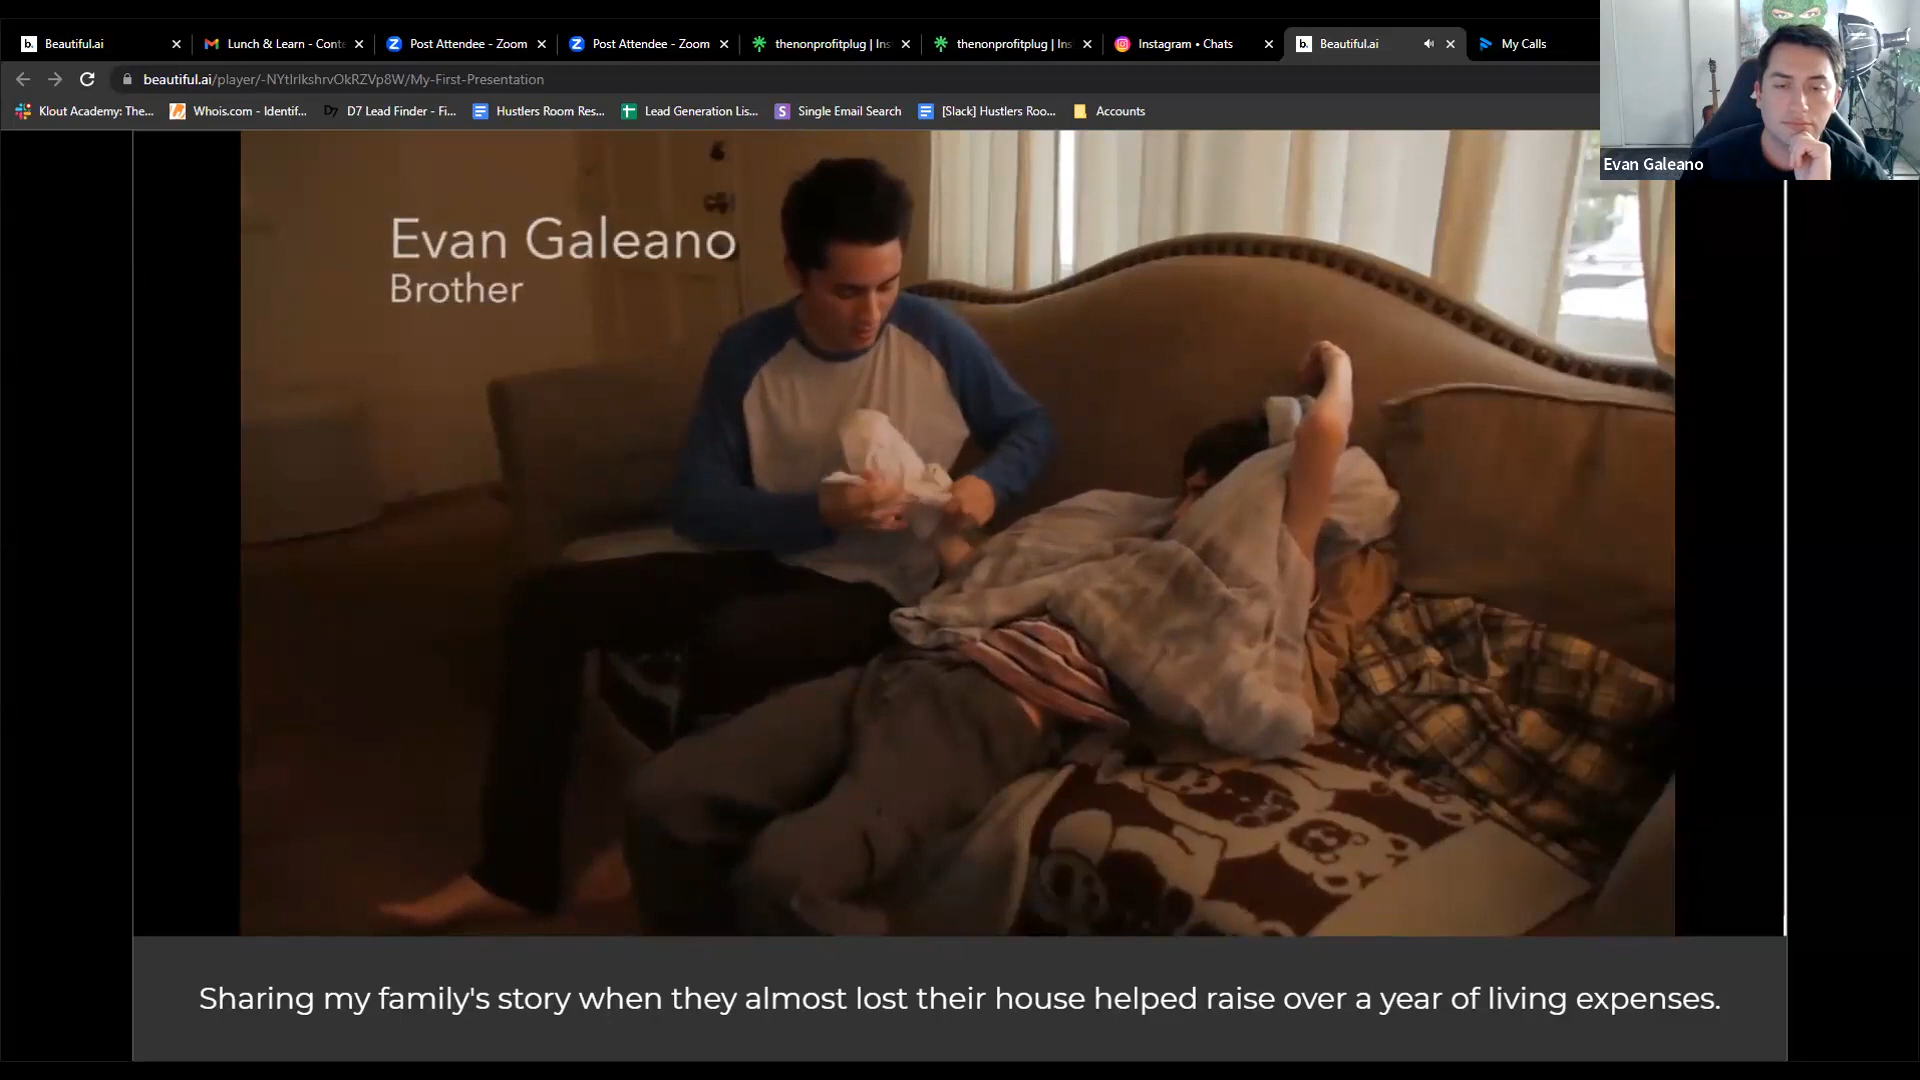 Beautiful.ai
Lunch & Learn - Conte
Post Attendee - Zoom
Post Attendee - Zoom
thenonprofitplug | Ins
thenonprofitplug | Ins
Instagram • Chats
Beautiful.ai
My Calls
beautiful.ai/player/-NYtlrlkshrvOkRZVp8W/My-First-Presentation
Klout Academy: The...
Whois.com - Identif...
D7 Lead Finder - Fi...
Hustlers Room Res...
Lead Generation Lis...
Single Email Search
[Slack] Hustlers Roo...
Accounts
Evan Galeano
Evan Galeano
Brother
Sharing my family's story when they almost lost their house helped raise over a year of living expenses.